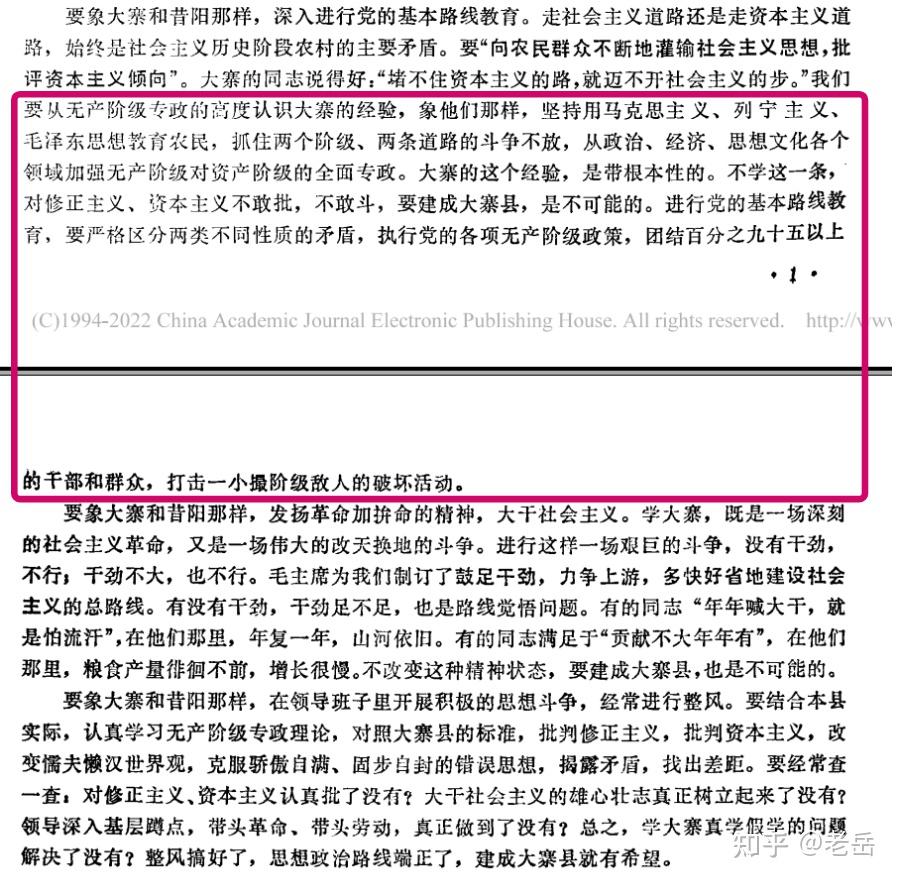 要象大寨和昔阳那样，深入进行党的基本路线教育。走社会主义道路还是走资本主义道
路，始终是社会主义历史阶段农村的主要矛盾。要“向农民群众不断地灌输社会主义思想，批
评资本主义倾向”。大寨的同志说得好：“堵不住资本主义的路，就迈不开社会主义的步。”我们
要从无产阶级专政的高度认识大寨的经验，象他们那样，坚持用马克思主义、列宁主义、
毛泽东思想教育农民，抓住两个阶级、两条道路的斗争不放，从政治、经济、思想文化各个
领域加强无产阶级对资产阶级的全面专政。大寨的这个经验，是带根本性的。不学这一条，
对修正主义、资本主义不敢批，不敢斗，要建成大寨县，是不可能的。进行党的基本路线教
育，要严格区分两类不同性质的矛盾，执行党的各项无产阶级政策，团结百分之九十五以上
· 1 ·
(C)1994-2022 China Academic Journal Electronic Publishing House. All rights reserved. http://ww
的干部和群众，打击一小撮阶级敌人的破坏活动。
要象大寨和昔阳那样，发扬革命加拚命的精神，大干社会主义。学大寨，既是一场深刻
的社会主义革命，又是一场伟大的改天换地的斗争。进行这样一场艰巨的斗争，没有干劲，
不行；干劲不大，也不行。毛主席为我们制订了鼓足干劲，力争上游，多快好省地建设社会
主义的总路线。有没有干劲，干劲足不足，也是路线觉悟问题。有的同志“年年喊大干，就
是怕流汗”，在他们那里，年复一年，山河依旧。有的同志满足于“贡献不大年年有”，在他们
那里，粮食产量徘徊不前，增长很慢。不改变这种精神状态，要建成大寨县，也是不可能的。
要象大寨和昔阳那样，在领导班子里开展积极的思想斗争，经常进行整风。要结合本县
实际，认真学习无产阶级专政理论，对照大寨县的标准，批判修正主义，批判资本主义，改
变懦夫懒汉世界观，克服骄傲自满、固步自封的错误思想，揭露矛盾，找出差距。要经常查
一查：对修正主义、资本主义认真批了没有？大干社会主义的雄心壮志真正树立起来了没有？
领导深入基层蹲点，带头革命、带头劳动，真正做到了没有？总之，学大寨真学假学的问题
解决了没有？整风搞好了，思想政治路线端正了，建成大寨县就有希望。
知乎 @老岳